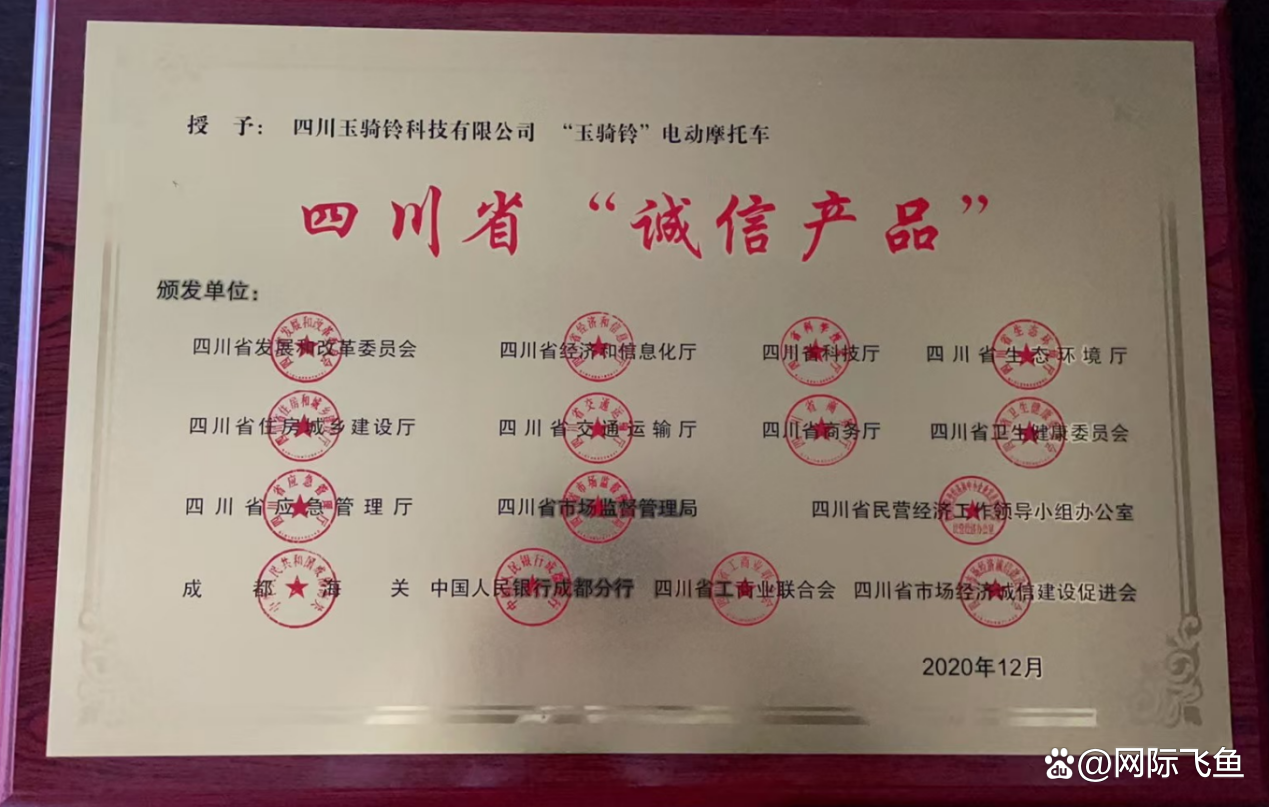 授 予： 四川玉骑铃科技有限公司 “玉骑铃”电动摩托车
四川省“诚信产品”
颁发单位：
四川省发展和改革委员会 四川省经济和信息化厅 四川省科技厅 四川省生态环境厅
四川省住房城乡建设厅 四川省交通运输厅 四川省商务厅 四川省卫生健康委员会
四川省应急管理厅 四川省市场监督管理局 四川省民营经济工作领导小组办公室
成都海关 中国人民银行成都分行 四川省工商业联合会 四川省市场经济诚信建设促进会
2020年12月
@网际飞鱼